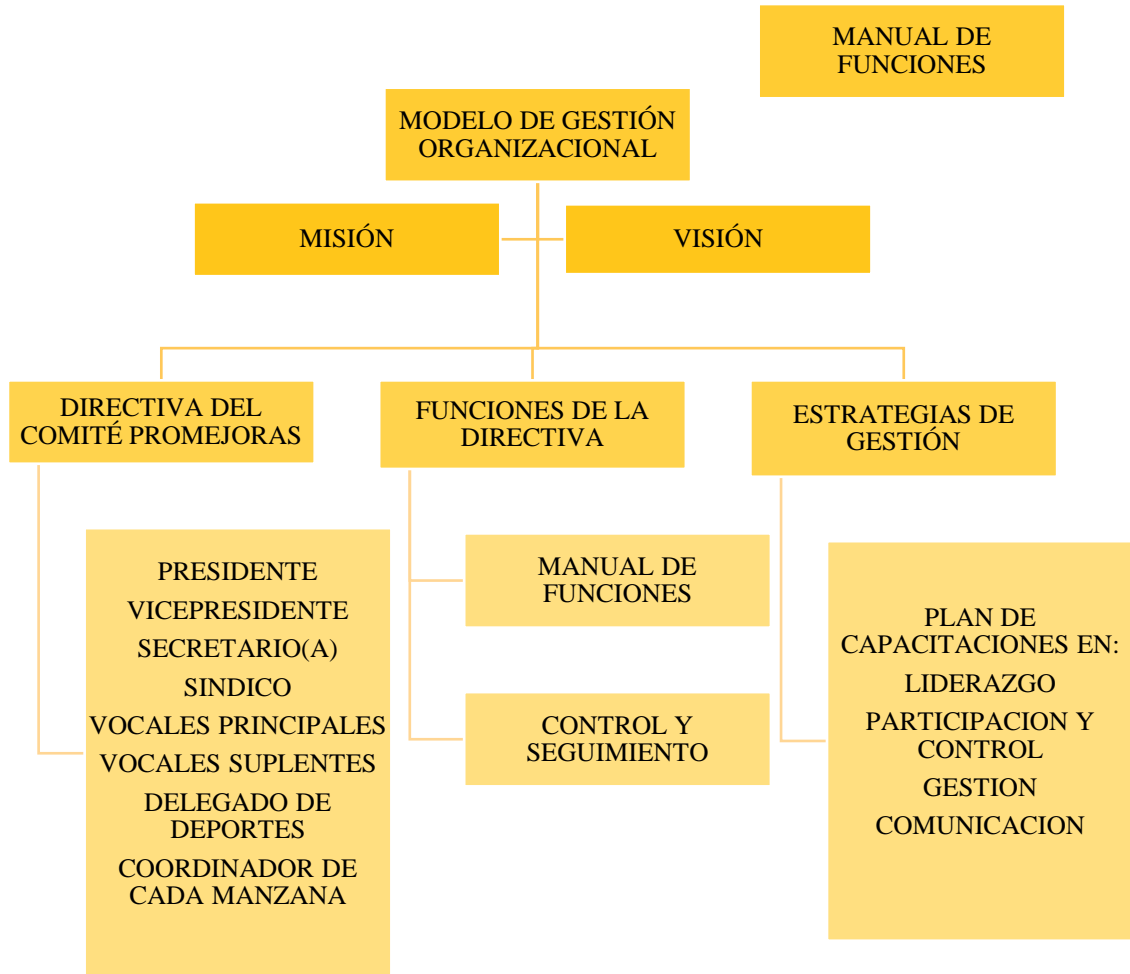 MANUAL DE
FUNCIONES
MODELO DE GESTIÓN
ORGANIZACIONAL
MISIÓN
VISIÓN
DIRECTIVA DEL
COMITÉ PROMEJORAS
FUNCIONES DE LA
DIRECTIVA
ESTRATEGIAS DE
GESTIÓN
PRESIDENTE
VICEPRESIDENTE
SECRETARIO(A)
SINDICO
VOCALES PRINCIPALES
VOCALES SUPLENTES
DELEGADO DE
DEPORTES
COORDINADOR DE
CADA MANZANA
MANUAL DE
FUNCIONES
CONTROL Y
SEGUIMIENTO
PLAN DE
CAPACITACIONES EN:
LIDERAZGO
PARTICIPACION Y
CONTROL
GESTION
COMUNICACION